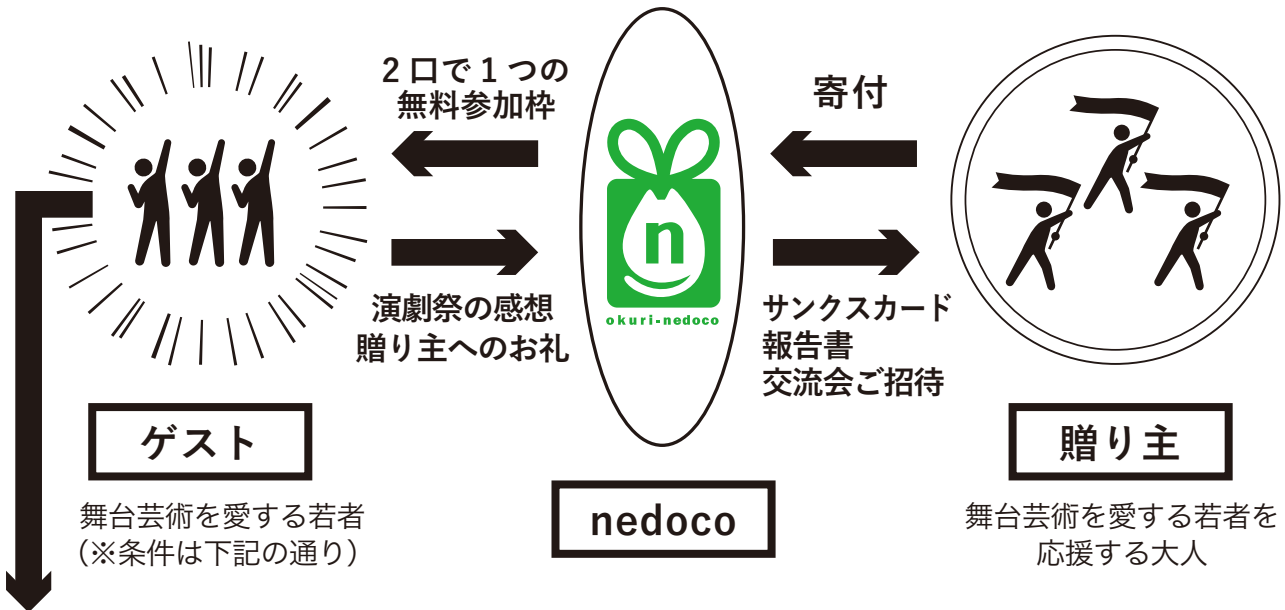 2口で1つの
無料参加枠
演劇祭の感想
贈り主へのお礼
ゲスト
舞台芸術を愛する若者
（※条件は下記の通り）
n
okuri-nedoco
nedoco
寄付
サンクスカード
報告書
交流会ご招待
贈り主
舞台芸術を愛する若者を
応援する大人